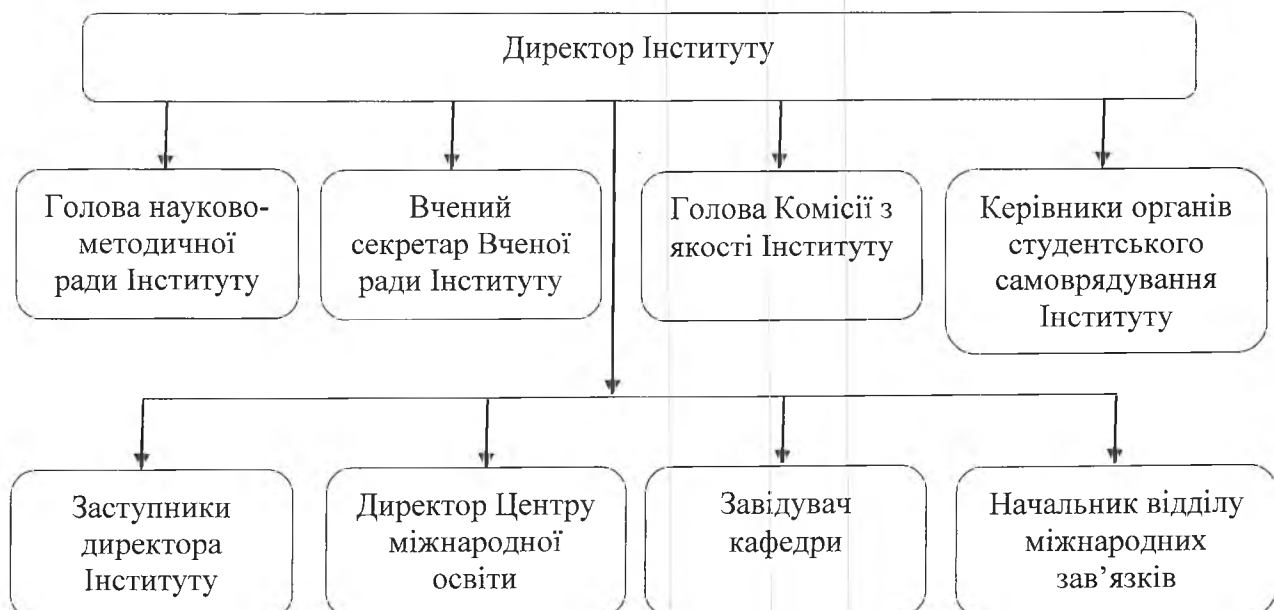 Директор Інституту
Голова науково-
методичної
ради Інституту
Вчений
секретар Вченої
ради Інституту
Голова Комісії з
якості Інституту
Керівники органів
студентського
самоврядування
Інституту
Заступники
директора
Інституту
Директор Центру
міжнародної
освіти
Завідувач
кафедри
Начальник відділу
міжнародних
зав’язків